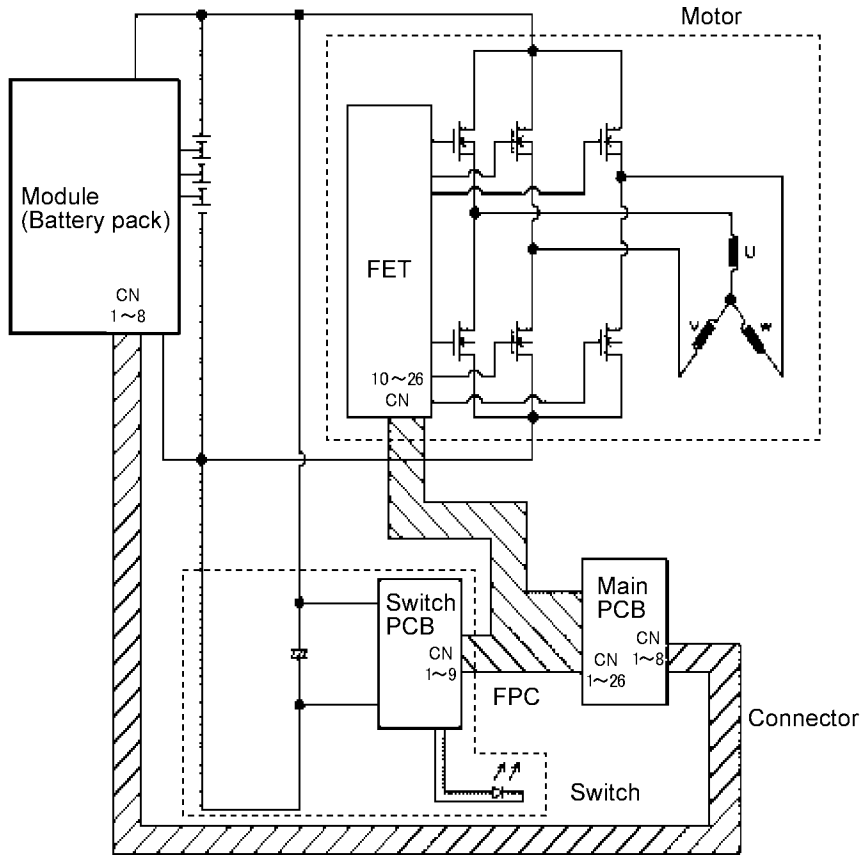 Motor
Module
(Battery pack)
CN
1～8
FET
10～26
CN
U
V
W
Switch
PCB
CN
1～9
FPC
Main
PCB
CN
1～8
CN
1～26
Connector
Switch